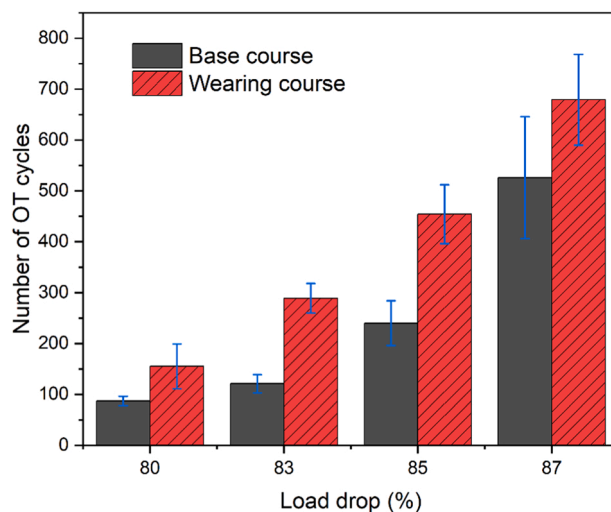 800
700
600
500
400
300
200
100
0
Number of OT cycles
Base course
Wearing course
80 83 85 87
Load drop (%)